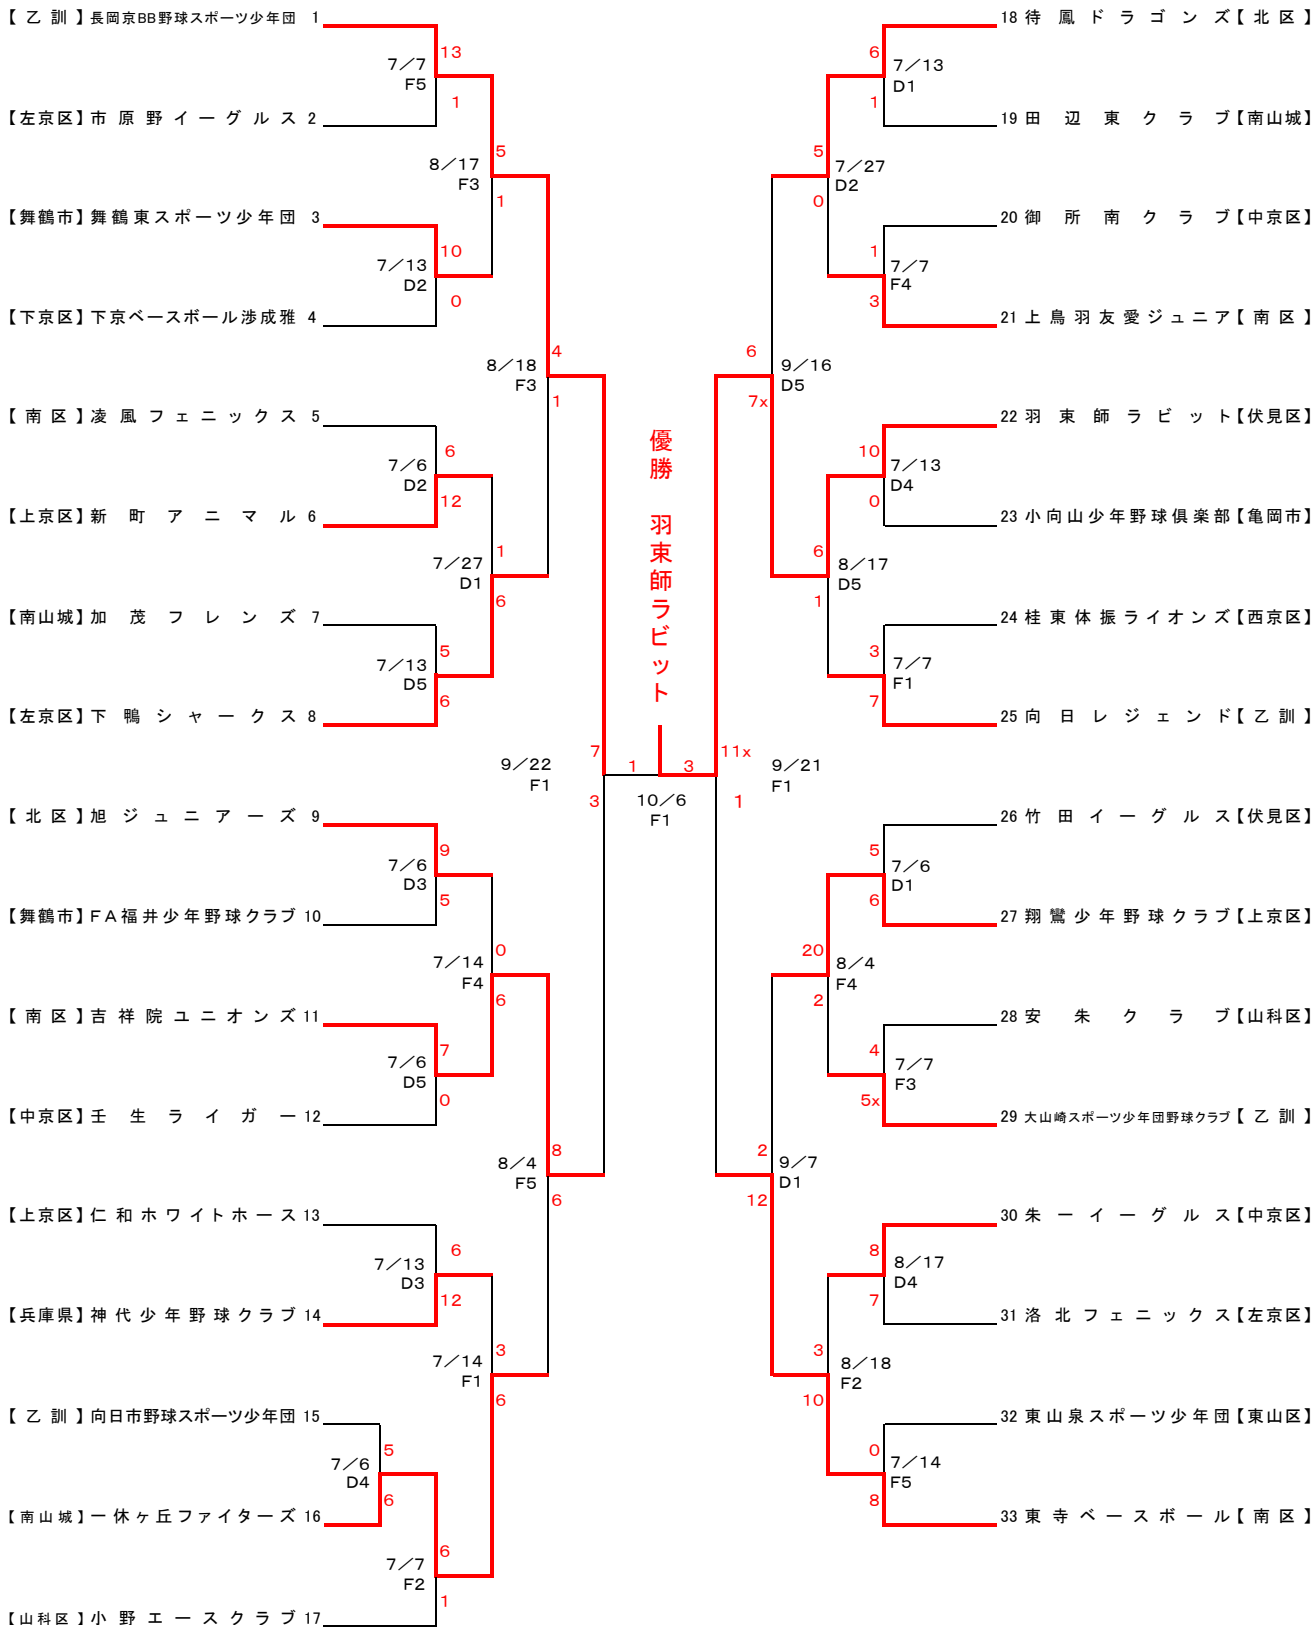 【 乙 訓 】 長岡京BB野球スポーツ少年団 1
13
7／7
F5
1
【左京区】 市 原 野 イ ー グ ル ス 2
5
8／17
F3
1
【舞鶴市】 舞 鶴 東 ス ポ ー ツ 少 年 団 3
10
7／13
D2
0
【下京区】 下京ベースボール渉成雅 4
4
8／18
F3
1
【 南 区 】 凌 風 フ ェ ニ ッ ク ス 5
6
7／6
D2
12
【上京区】 新 町 ア ニ マ ル 6
1
7／27
D1
6
【南山城】 加 茂 フ レ ン ズ 7
5
7／13
D5
6
【左京区】 下 鴨 シ ャ ー ク ス 8
7
9／22
F1
3
【 北 区 】 旭 ジ ュ ニ ア ー ズ 9
9
7／6
D3
5
【舞鶴市】 FA福井少年野球クラブ 10
0
7／14
F4
6
【 南 区 】 吉 祥 院 ユ ニ オ ン ズ 11
7
7／6
D5
0
【中京区】 壬 生 ラ イ ガ ー 12
8
8／4
F5
6
【上京区】 仁 和 ホ ワ イ ト ホ ー ス 13
6
7／13
D3
12
【兵庫県】 神 代 少 年 野 球 ク ラ ブ 14
3
7／14
F1
6
【 乙 訓 】 向日市野球スポーツ少年団 15
5
7／6
D4
6
【南山城】 一休ヶ丘ファイターズ 16
6
7／7
F2
1
【山科区】 小 野 エ ー ス ク ラ ブ 17
優勝 羽束師ラビット
1
3
10／6
F1
18 待 鳳 ド ラ ゴ ン ズ 【 北 区 】
6
7／13
D1
1
19 田 辺 東 ク ラ ブ 【南山城】
5
7／27
D2
0
20 御 所 南 ク ラ ブ 【中京区】
1
7／7
F4
3
21 上 鳥 羽 友 愛 ジ ュ ニ ア 【 南 区 】
6
9／16
D5
7x
22 羽 束 師 ラ ビ ッ ト 【伏見区】
10
7／13
D4
0
23 小向山少年野球倶楽部 【亀岡市】
6
8／17
D5
1
24 桂 東 体 振 ラ イ オ ン ズ 【西京区】
3
7／7
F1
7
25 向 日 レ ジ ェ ン ド 【 乙 訓 】
11x
9／21
F1
1
26 竹 田 イ ー グ ル ス 【伏見区】
5
7／6
D1
6
27 翔 鸞 少 年 野 球 ク ラ ブ 【上京区】
20
8／4
F4
2
28 安 朱 ク ラ ブ 【山科区】
4
7／7
F3
5x
29 大山崎スポーツ少年団野球クラブ 【 乙 訓 】
2
9／7
D1
12
30 朱 一 イ ー グ ル ス 【中京区】
8
8／17
D4
7
31 洛 北 フ ェ ニ ッ ク ス 【左京区】
3
8／18
F2
10
32 東 山 泉 ス ポ ー ツ 少 年 団 【東山区】
0
7／14
F5
8
33 東 寺 ベ ー ス ボ ー ル 【 南 区 】